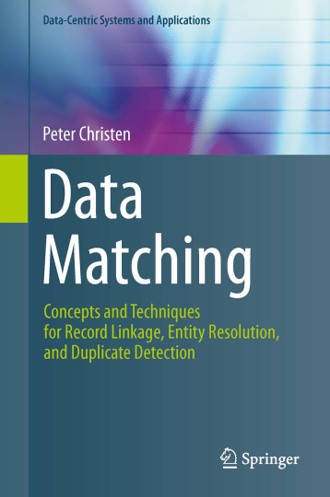 Data-Centric Systems and Applications
Peter Christen
Data
Matching
Concepts and Techniques
for Record Linkage, Entity Resolution,
and Duplicate Detection
Springer